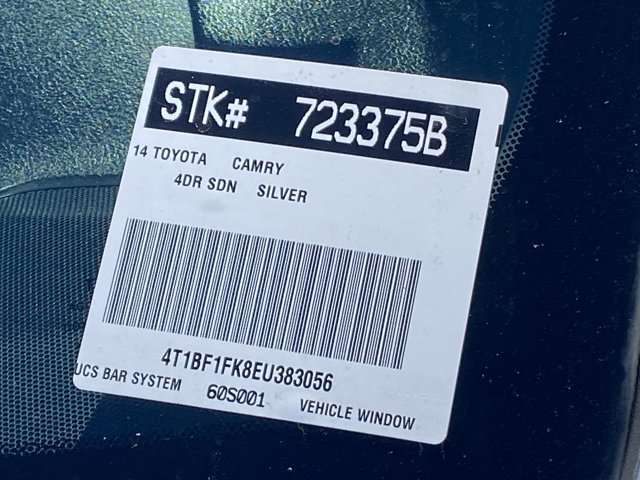 STK# 723375B
14 TOYOTA CAMRY
4DR SDN SILVER
4T1BF1FK8EU383056
UCS BAR SYSTEM 60S001 VEHICLE WINDOW